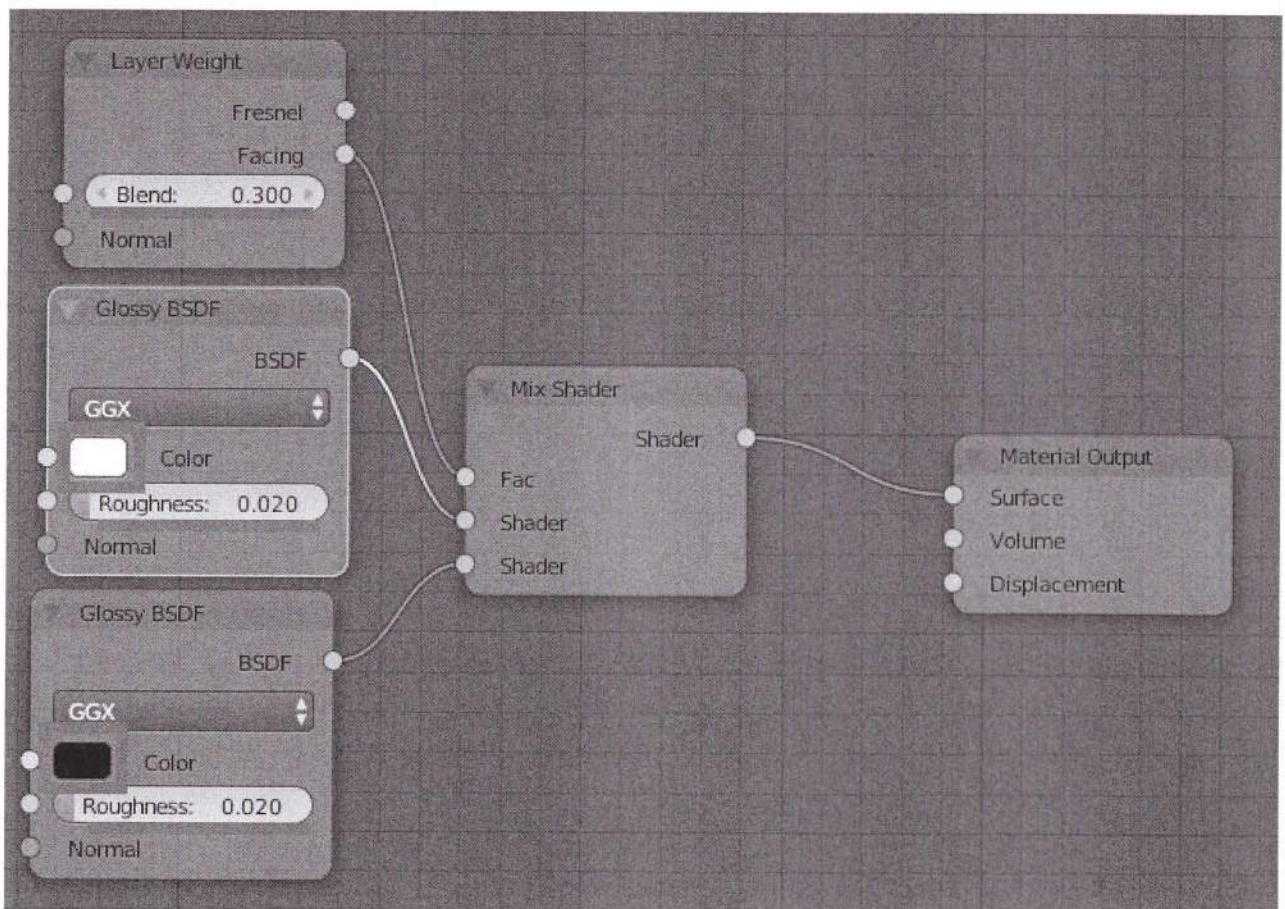 Layer Weight
Fresnel
Facing
Blend: 0.300
Normal
Glossy BSDF
BSDF
GGX
Color
Roughness: 0.020
Normal
Glossy BSDF
BSDF
GGX
Color
Roughness: 0.020
Normal
Mix Shader
Shader
Fac
Shader
Shader
Material Output
Surface
Volume
Displacement